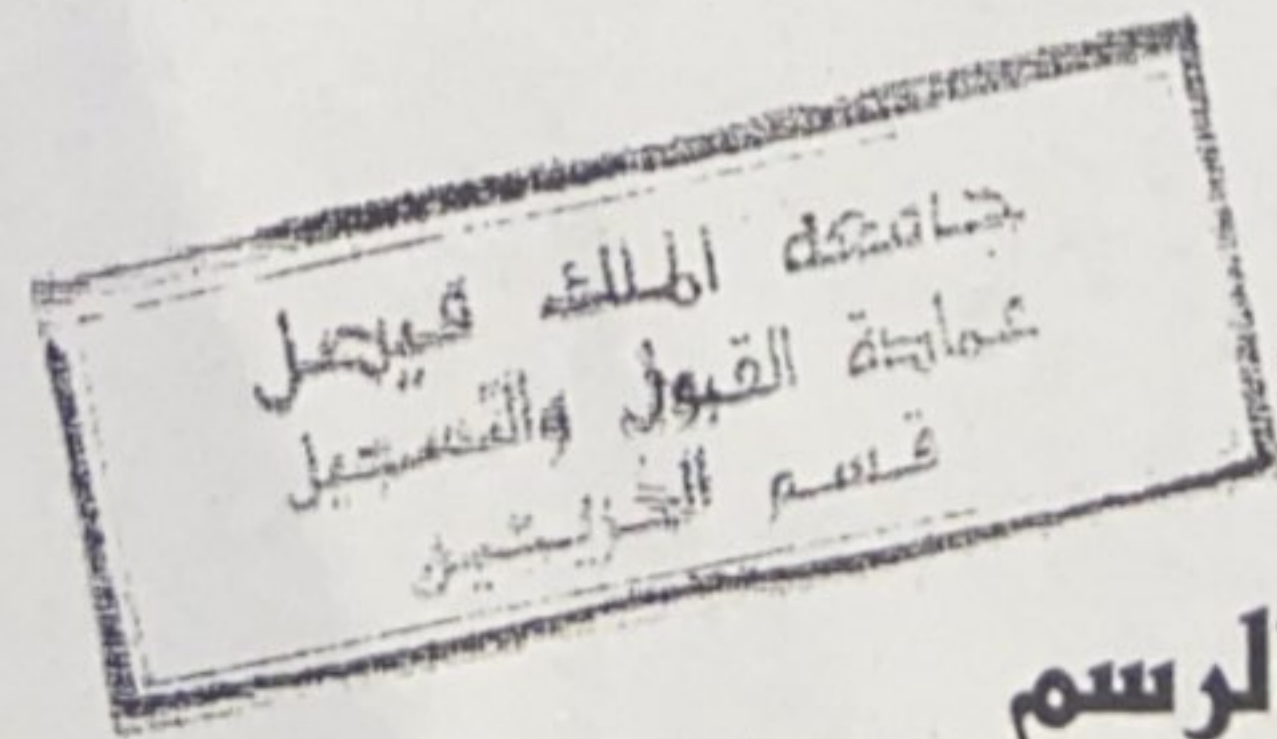 جامعة الملك فيصل
عمادة القبول والتسجيل
قسم الخريجين
لرسم